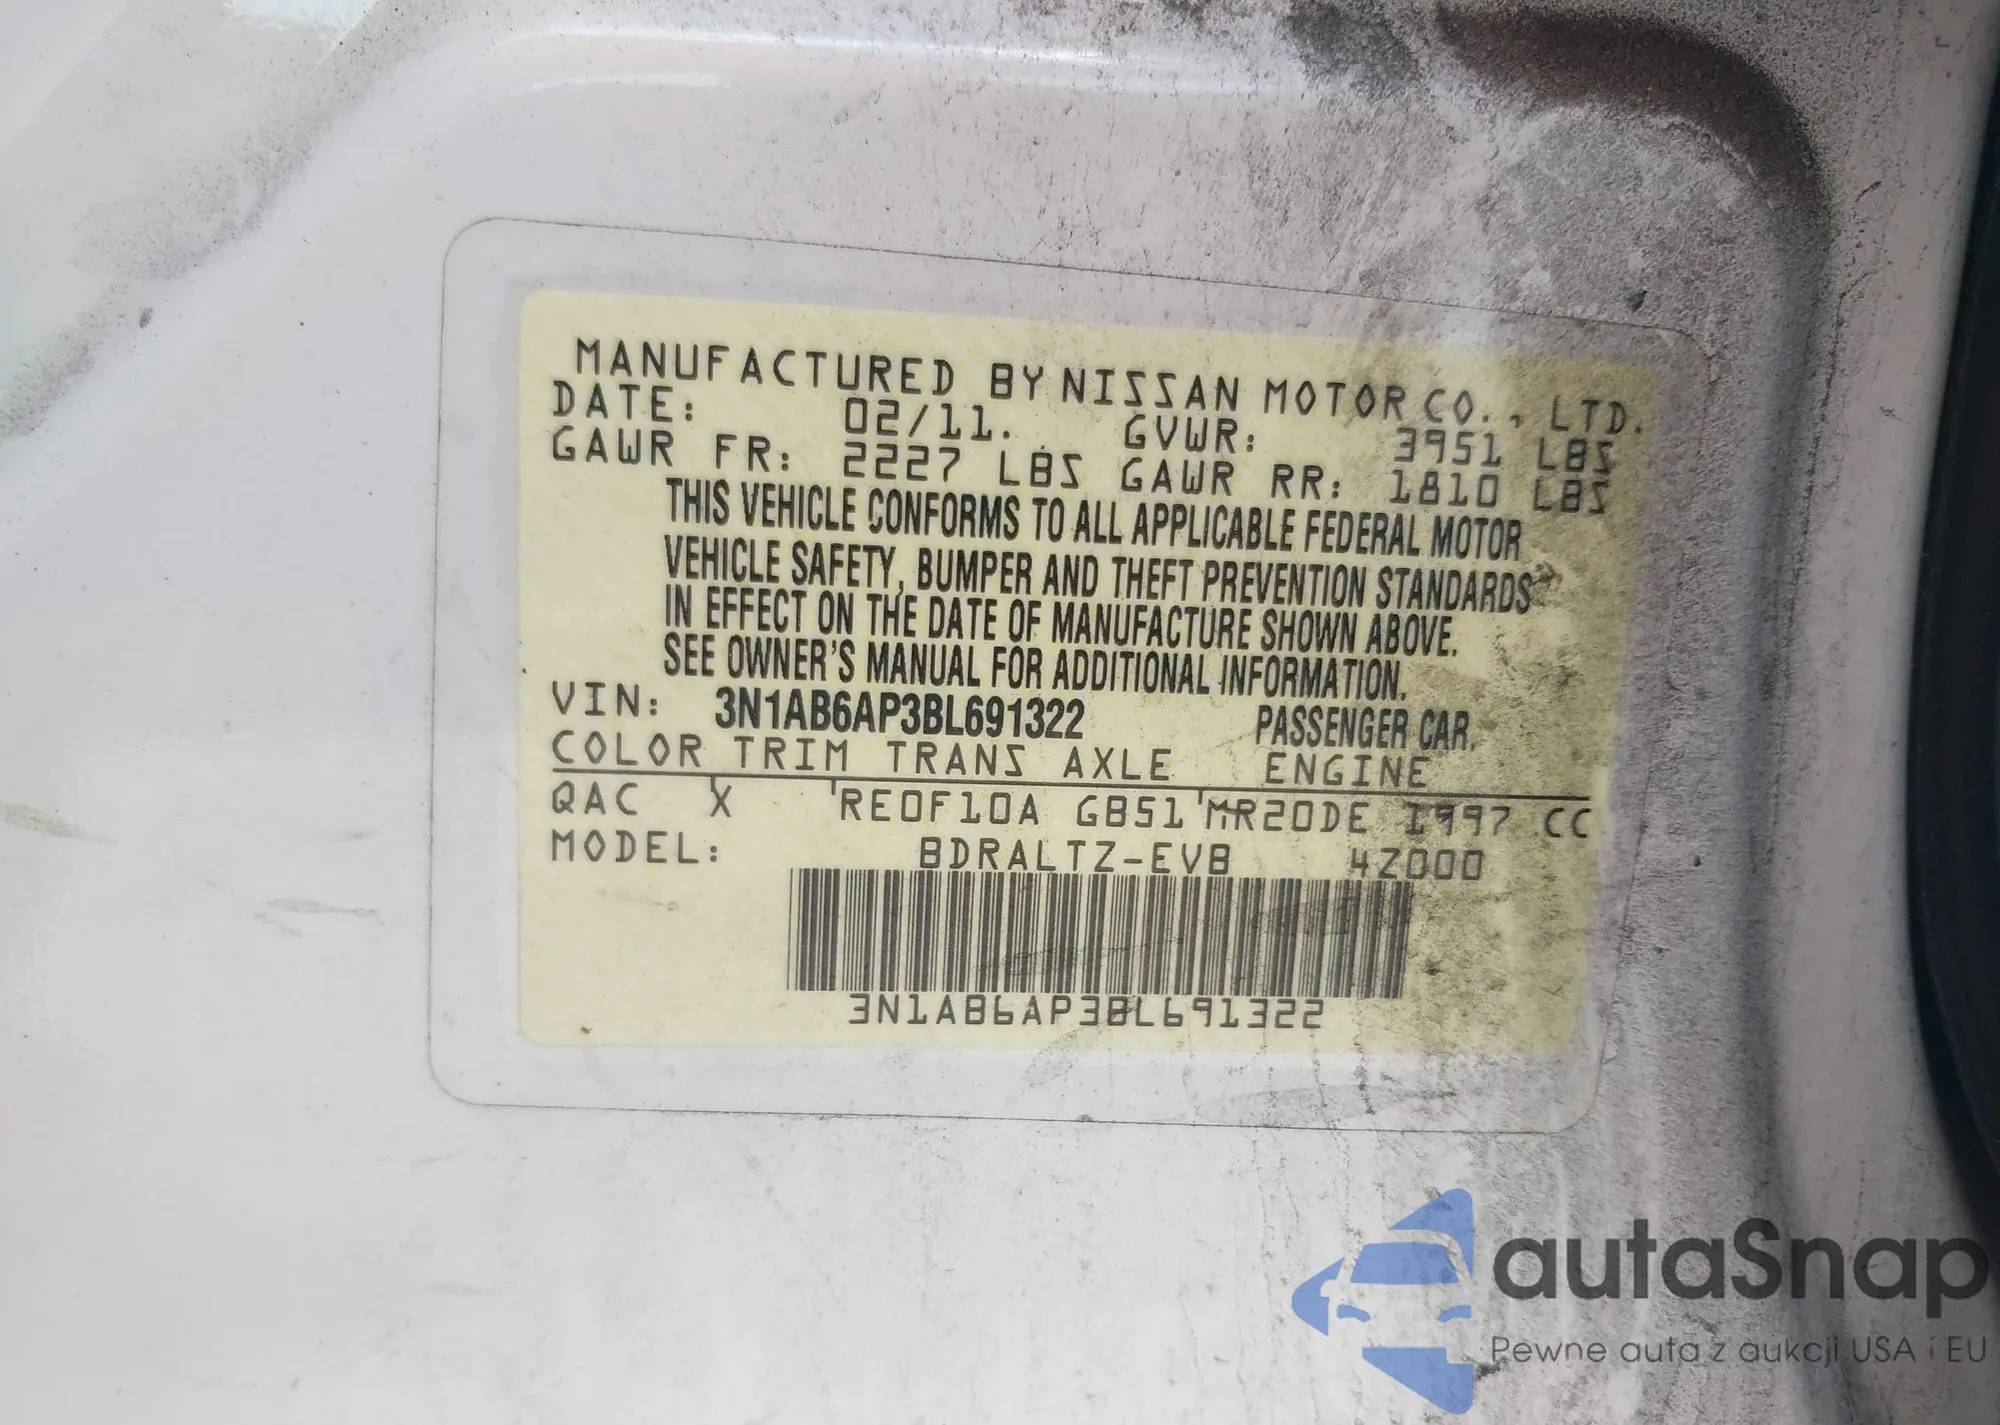 MANUFACTURED BY NISSAN MOTOR CO., LTD.
DATE: 02/11. GVWR: 3951 LBS
GAWR FR: 2227 LBS GAWR RR: 1810 LBS
THIS VEHICLE CONFORMS TO ALL APPLICABLE FEDERAL MOTOR
VEHICLE SAFETY, BUMPER AND THEFT PREVENTION STANDARDS
IN EFFECT ON THE DATE OF MANUFACTURE SHOWN ABOVE.
SEE OWNER'S MANUAL FOR ADDITIONAL INFORMATION.
VIN: 3N1AB6AP3BL691322 PASSENGER CAR.
COLOR TRIM TRANS AXLE ENGINE
QAC X RE0F10A GB51 MR20DE 1997 CC
MODEL: BDRALTZ-EVB 4Z000
3N1AB6AP3BL691322
autaSnap
Pewne auta z aukcji USA i EU